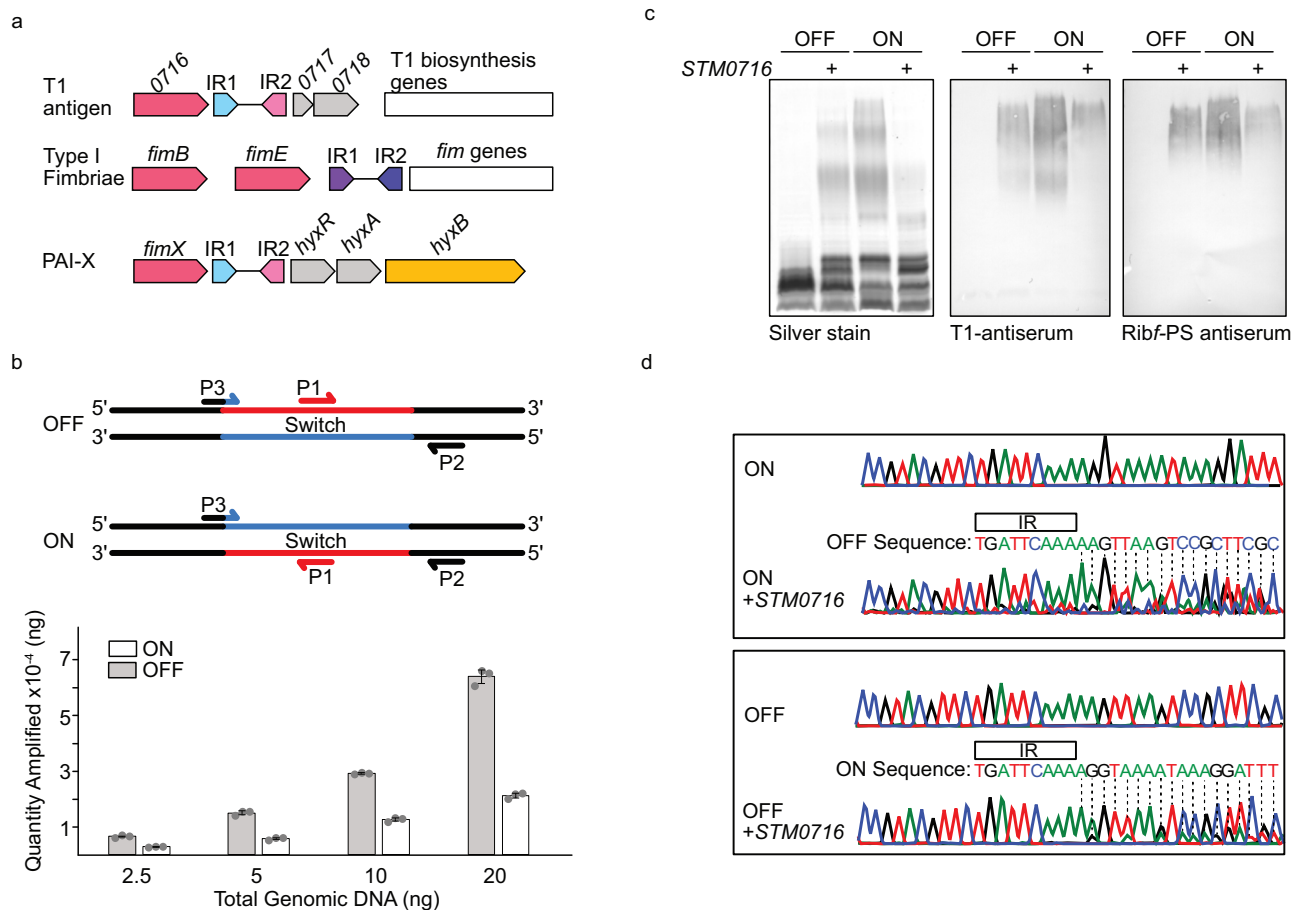 a
T1 antigen
0716
IR1
IR2
0717
0718
T1 biosynthesis genes
Type I Fimbriae
fimB
fimE
IR1
IR2
fim genes
PAI-X
fimX
IR1
IR2
hyxR
hyxA
hyxB
b
OFF
5'
3'
P3
P1
Switch
3'
5'
P2
ON
5'
3'
P3
Switch
P1
3'
5'
P2
Quantity Amplified x10-4 (ng)
7
5
3
1
ON
OFF
2.5
5
10
20
Total Genomic DNA (ng)
c
OFF
ON
OFF
ON
OFF
ON
STM0716
+
+
+
+
+
+
Silver stain
T1-antiserum
Ribf-PS antiserum
d
ON
IR
OFF Sequence: TGATTCAAAAAGTTAAGTCCGCTTCGC
ON
+STM0716
OFF
IR
ON Sequence: TGATTCAAAAGGTAAAATAAAGGATTT
OFF
+STM0716